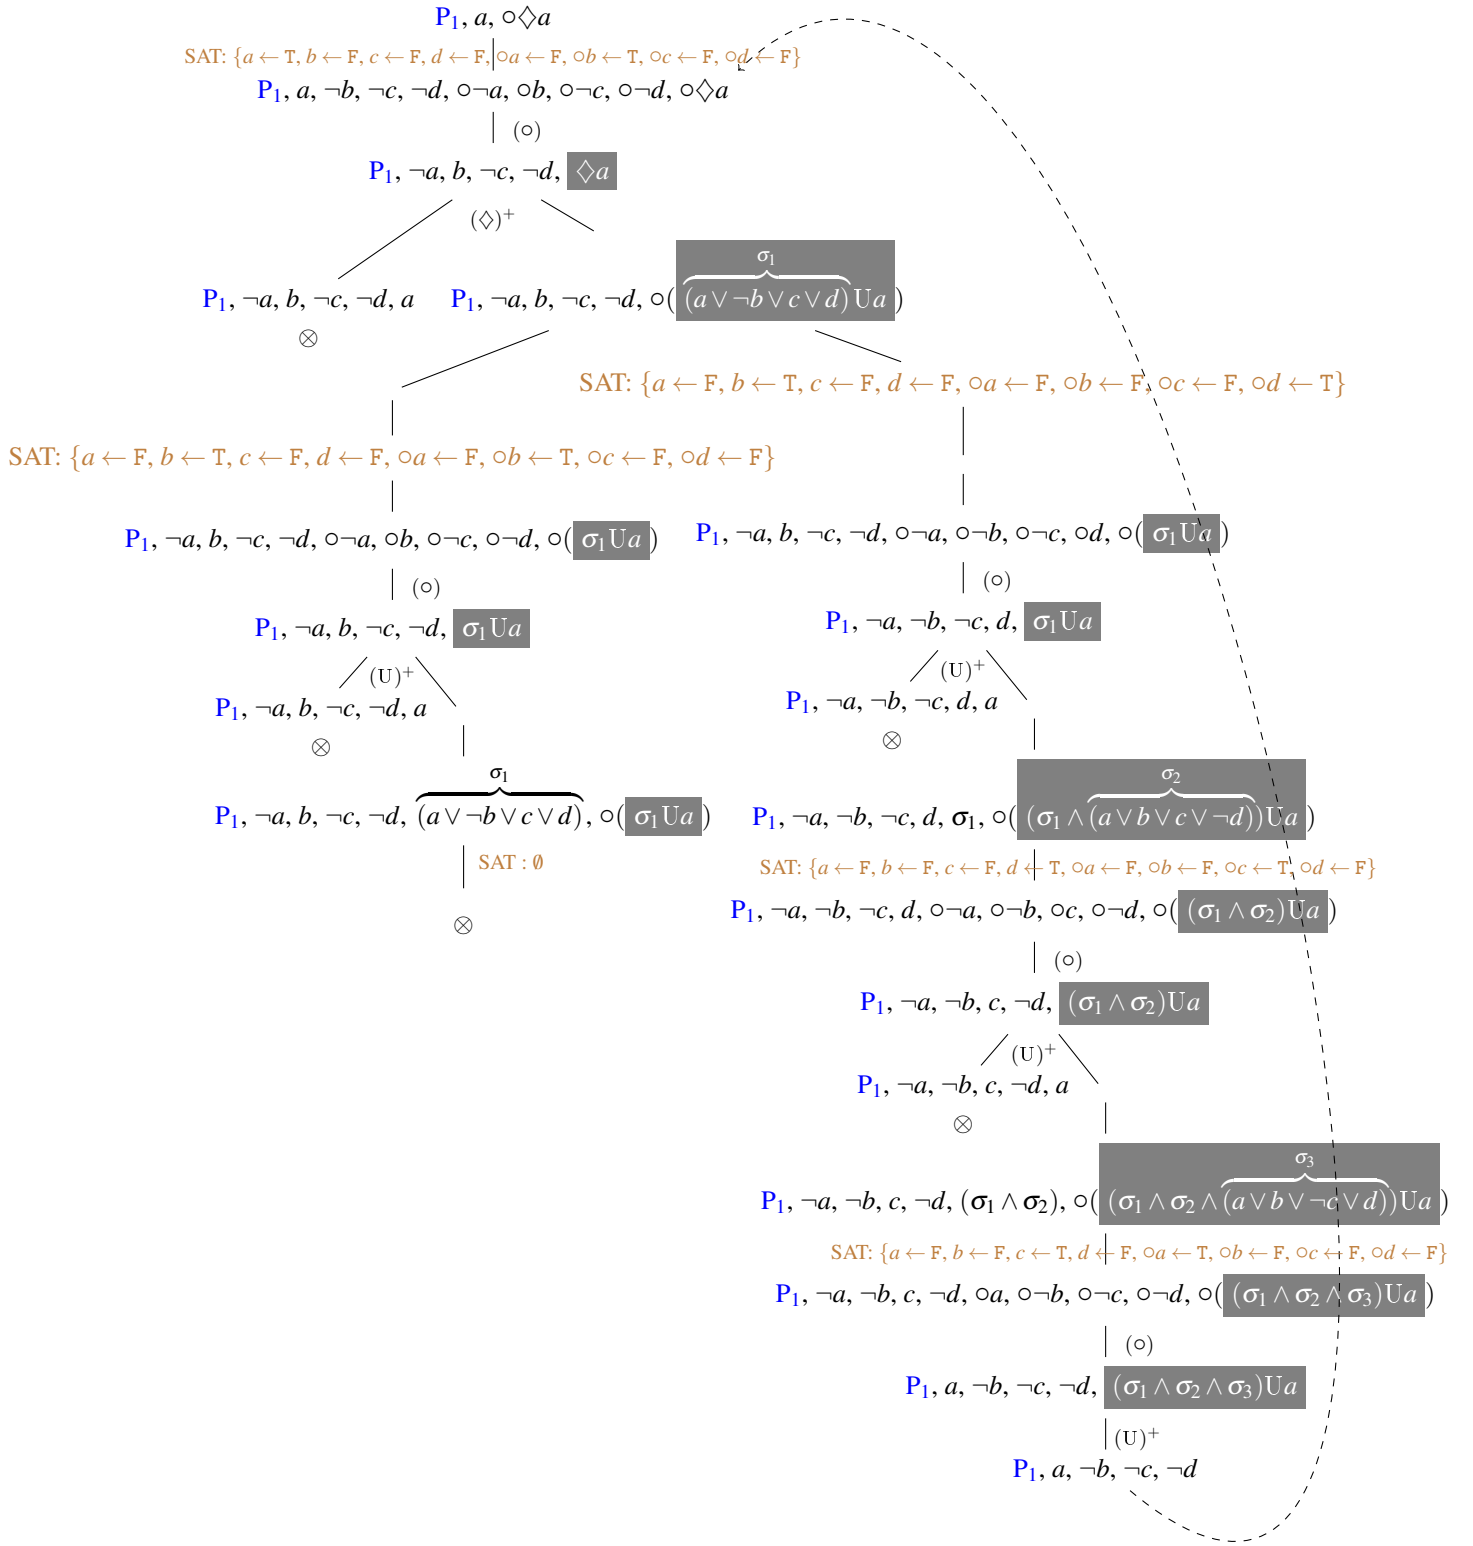 P₁, a, ○◇a
SAT: {a ← T, b ← F, c ← F, d ← F, ○a ← F, ○b ← T, ○c ← F, ○d ← F}
P₁, a, ¬b, ¬c, ¬d, ○¬a, ○b, ○¬c, ○¬d, ○◇a
(○)
P₁, ¬a, b, ¬c, ¬d, ◇a
(◇)⁺
σ₁
P₁, ¬a, b, ¬c, ¬d, a
P₁, ¬a, b, ¬c, ¬d, ○( (a ∨ ¬b ∨ c ∨ d) U a )
⊗
SAT: {a ← F, b ← T, c ← F, d ← F, ○a ← F, ○b ← F, ○c ← F, ○d ← T}
SAT: {a ← F, b ← T, c ← F, d ← F, ○a ← F, ○b ← T, ○c ← F, ○d ← F}
P₁, ¬a, b, ¬c, ¬d, ○¬a, ○b, ○¬c, ○¬d, ○( σ₁Ua )
P₁, ¬a, b, ¬c, ¬d, ○¬a, ○¬b, ○¬c, ○d, ○( σ₁Ua )
(○)
(○)
P₁, ¬a, b, ¬c, ¬d, σ₁Ua
P₁, ¬a, ¬b, ¬c, d, σ₁Ua
(U)⁺
(U)⁺
P₁, ¬a, b, ¬c, ¬d, a
P₁, ¬a, ¬b, ¬c, d, a
⊗
⊗
σ₁
σ₂
P₁, ¬a, b, ¬c, ¬d, (a ∨ ¬b ∨ c ∨ d), ○( σ₁Ua )
P₁, ¬a, ¬b, ¬c, d, σ₁, ○( (σ₁ ∧ (a ∨ b ∨ c ∨ ¬d))Ua )
SAT : ∅
SAT: {a ← F, b ← F, c ← F, d ← T, ○a ← F, ○b ← F, ○c ← T, ○d ← F}
⊗
P₁, ¬a, ¬b, ¬c, d, ○¬a, ○¬b, ○c, ○¬d, ○( (σ₁ ∧ σ₂)Ua )
(○)
P₁, ¬a, ¬b, c, ¬d, (σ₁ ∧ σ₂)Ua
(U)⁺
P₁, ¬a, ¬b, c, ¬d, a
⊗
σ₃
P₁, ¬a, ¬b, c, ¬d, (σ₁ ∧ σ₂), ○( (σ₁ ∧ σ₂ ∧ (a ∨ b ∨ ¬c ∨ d))Ua )
SAT: {a ← F, b ← F, c ← T, d ← F, ○a ← T, ○b ← F, ○c ← F, ○d ← F}
P₁, ¬a, ¬b, c, ¬d, ○a, ○¬b, ○¬c, ○¬d, ○( (σ₁ ∧ σ₂ ∧ σ₃)Ua )
(○)
P₁, a, ¬b, ¬c, ¬d, (σ₁ ∧ σ₂ ∧ σ₃)Ua
(U)⁺
P₁, a, ¬b, ¬c, ¬d